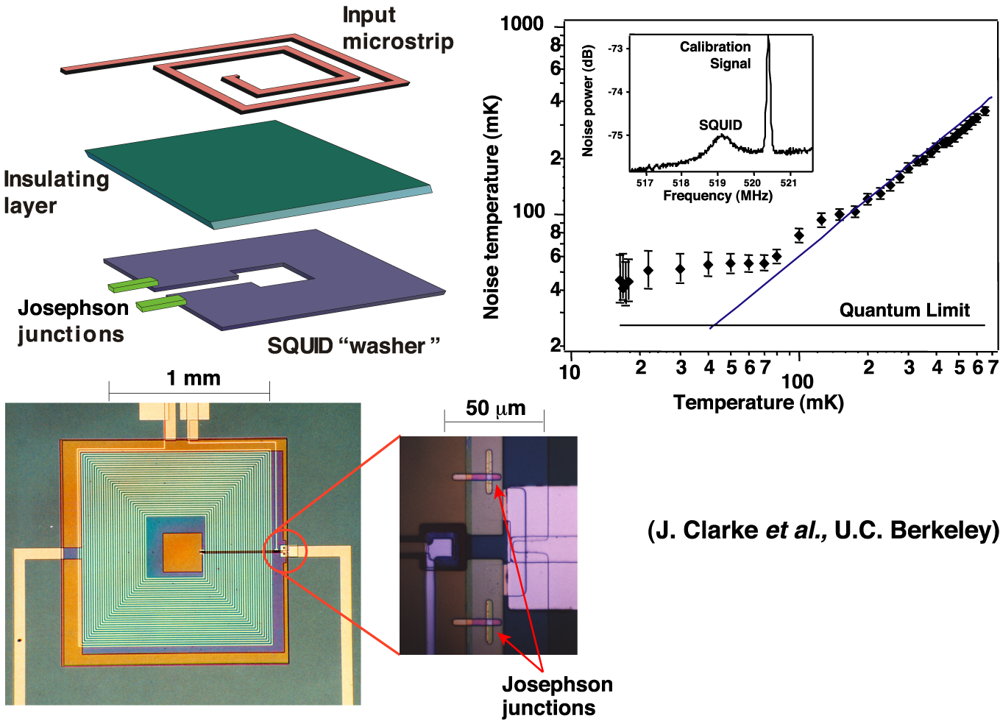 Input
microstrip
Insulating
layer
Josephson
junctions
SQUID “washer ”
1000
8
6
4
2
100
8
6
4
2
Noise temperature (mK)
10
2
3
4
5
6
7
100
2
3
4
5
6
7
Temperature (mK)
Quantum Limit
-73
-74
-75
Noise power (dB)
Calibration
Signal
SQUID
517
518
519
520
521
Frequency (MHz)
1 mm
50 μm
Josephson
junctions
(J. Clarke et al., U.C. Berkeley)